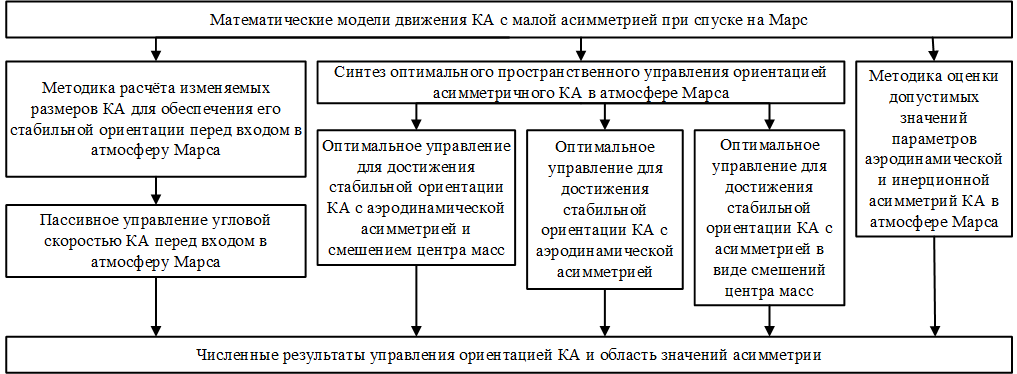 Математические модели движения КА с малой асимметрией при спуске на Марс
Методика расчёта изменяемых
размеров КА для обеспечения его
стабильной ориентации перед входом в
атмосферу Марса
Пассивное управление угловой
скоростью КА перед входом в
атмосферу Марса
Синтез оптимального пространственного управления ориентацией
асимметричного КА в атмосфере Марса
Оптимальное управление
для достижения
стабильной ориентации
КА с аэродинамической
асимметрией и
смешением центра масс
Оптимальное
управление для
достижения
стабильной
ориентации КА с
аэродинамической
асимметрией
Оптимальное
управление для
достижения
стабильной
ориентации КА с
асимметрией в
виде смешений
центра масс
Методика оценки
допустимых
значений
параметров
аэродинамической
и инерционной
асимметрий КА в
атмосфере Марса
Численные результаты управления ориентацией КА и область значений асимметрии